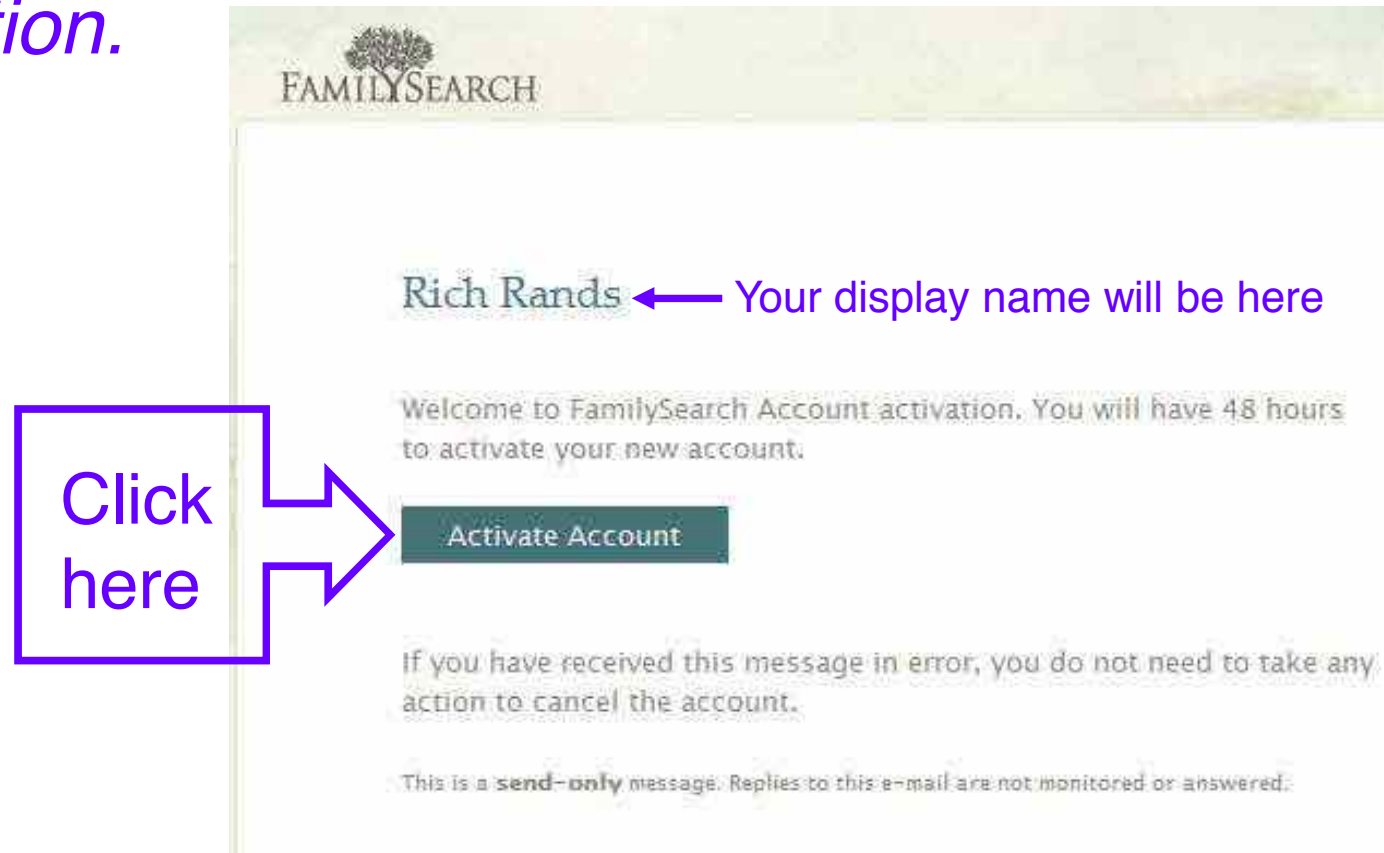 tion.
FAMILYSEARCH
Rich Rands
Your display name will be here
Welcome to FamilySearch Account activation. You will have 48 hours
to activate your new account.
Click
here
Activate Account
If you have received this message in error, you do not need to take any
action to cancel the account.
This is a send-only message. Replies to this e-mail are not monitored or answered.